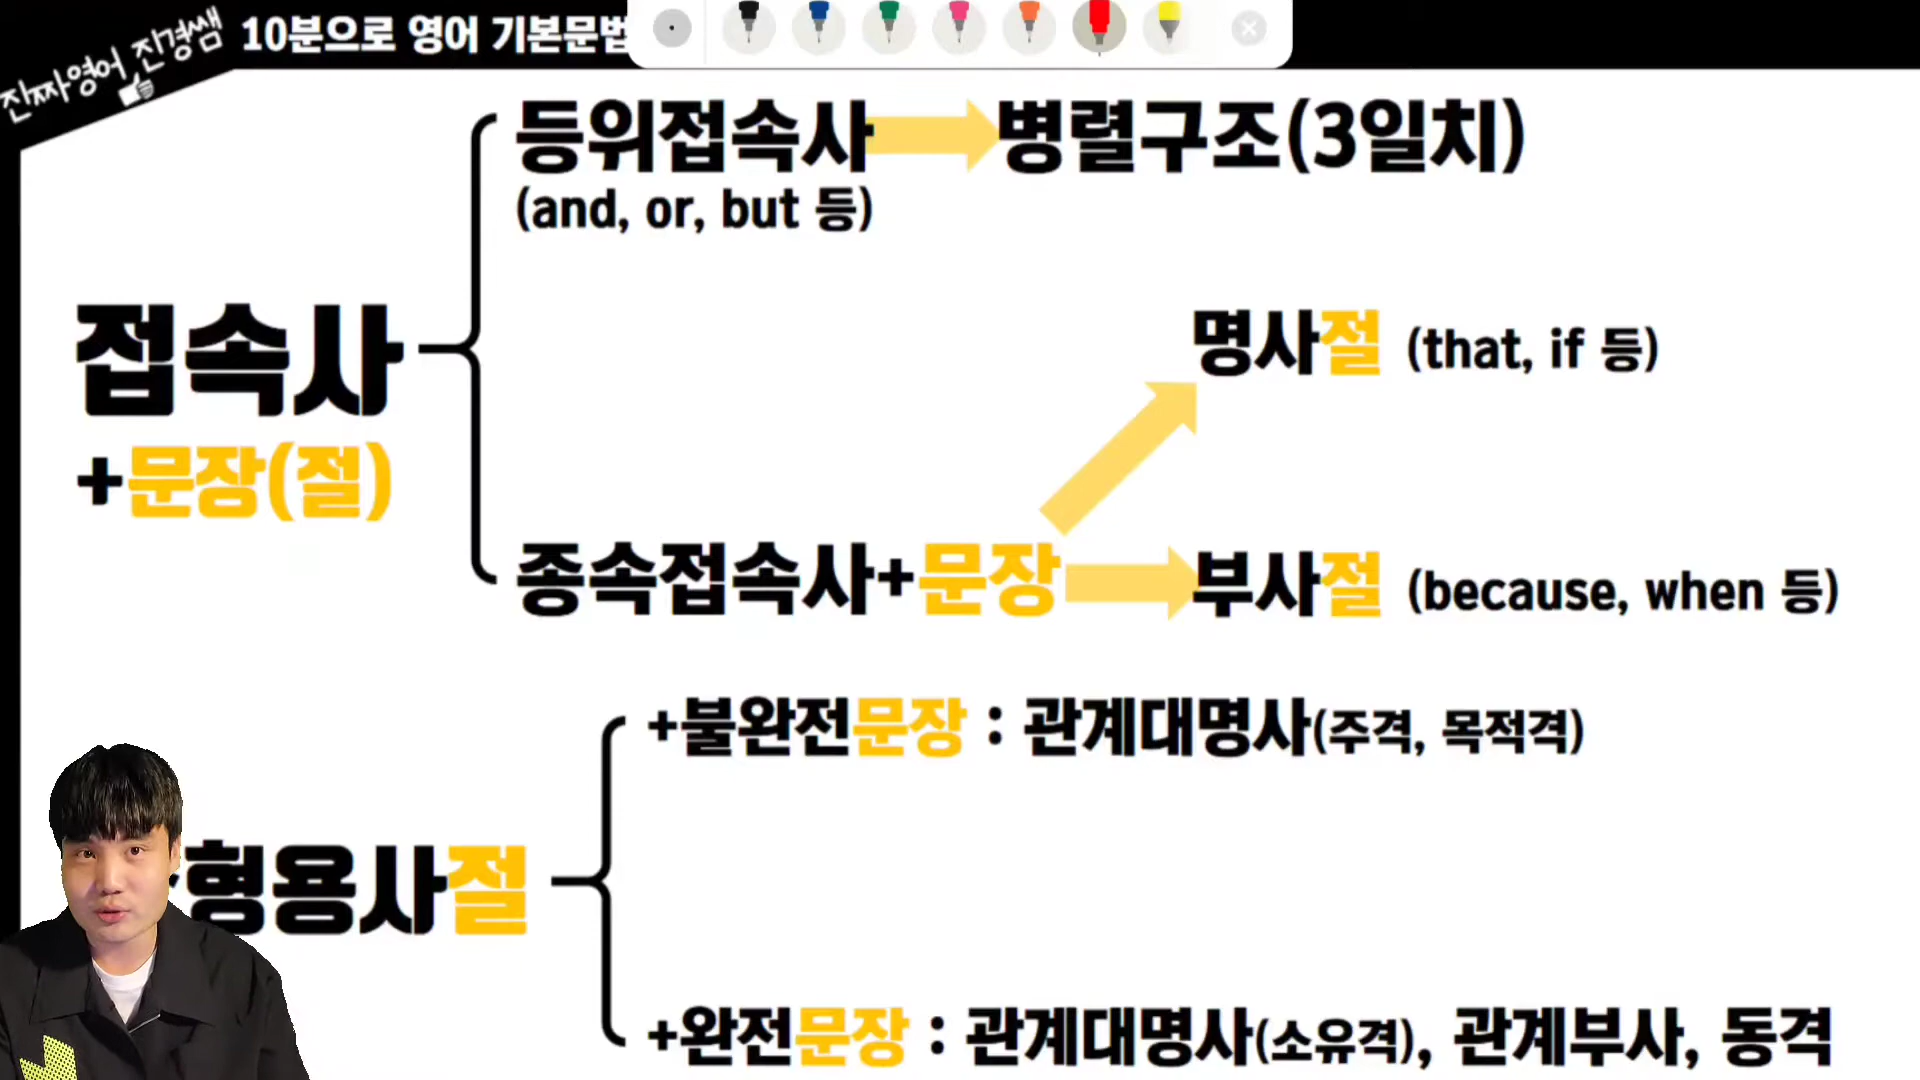 진짜영어 진경쌤
10분으로 영어 기본문법
등위접속사 병렬구조(3일치)
(and, or, but 등)
명사절 (that, if 등)
접속사
+문장(절)
종속접속사+문장 부사절 (because, when 등)
+불완전문장 : 관계대명사(주격, 목적격)
형용사절
+완전문장 : 관계대명사(소유격), 관계부사, 동격